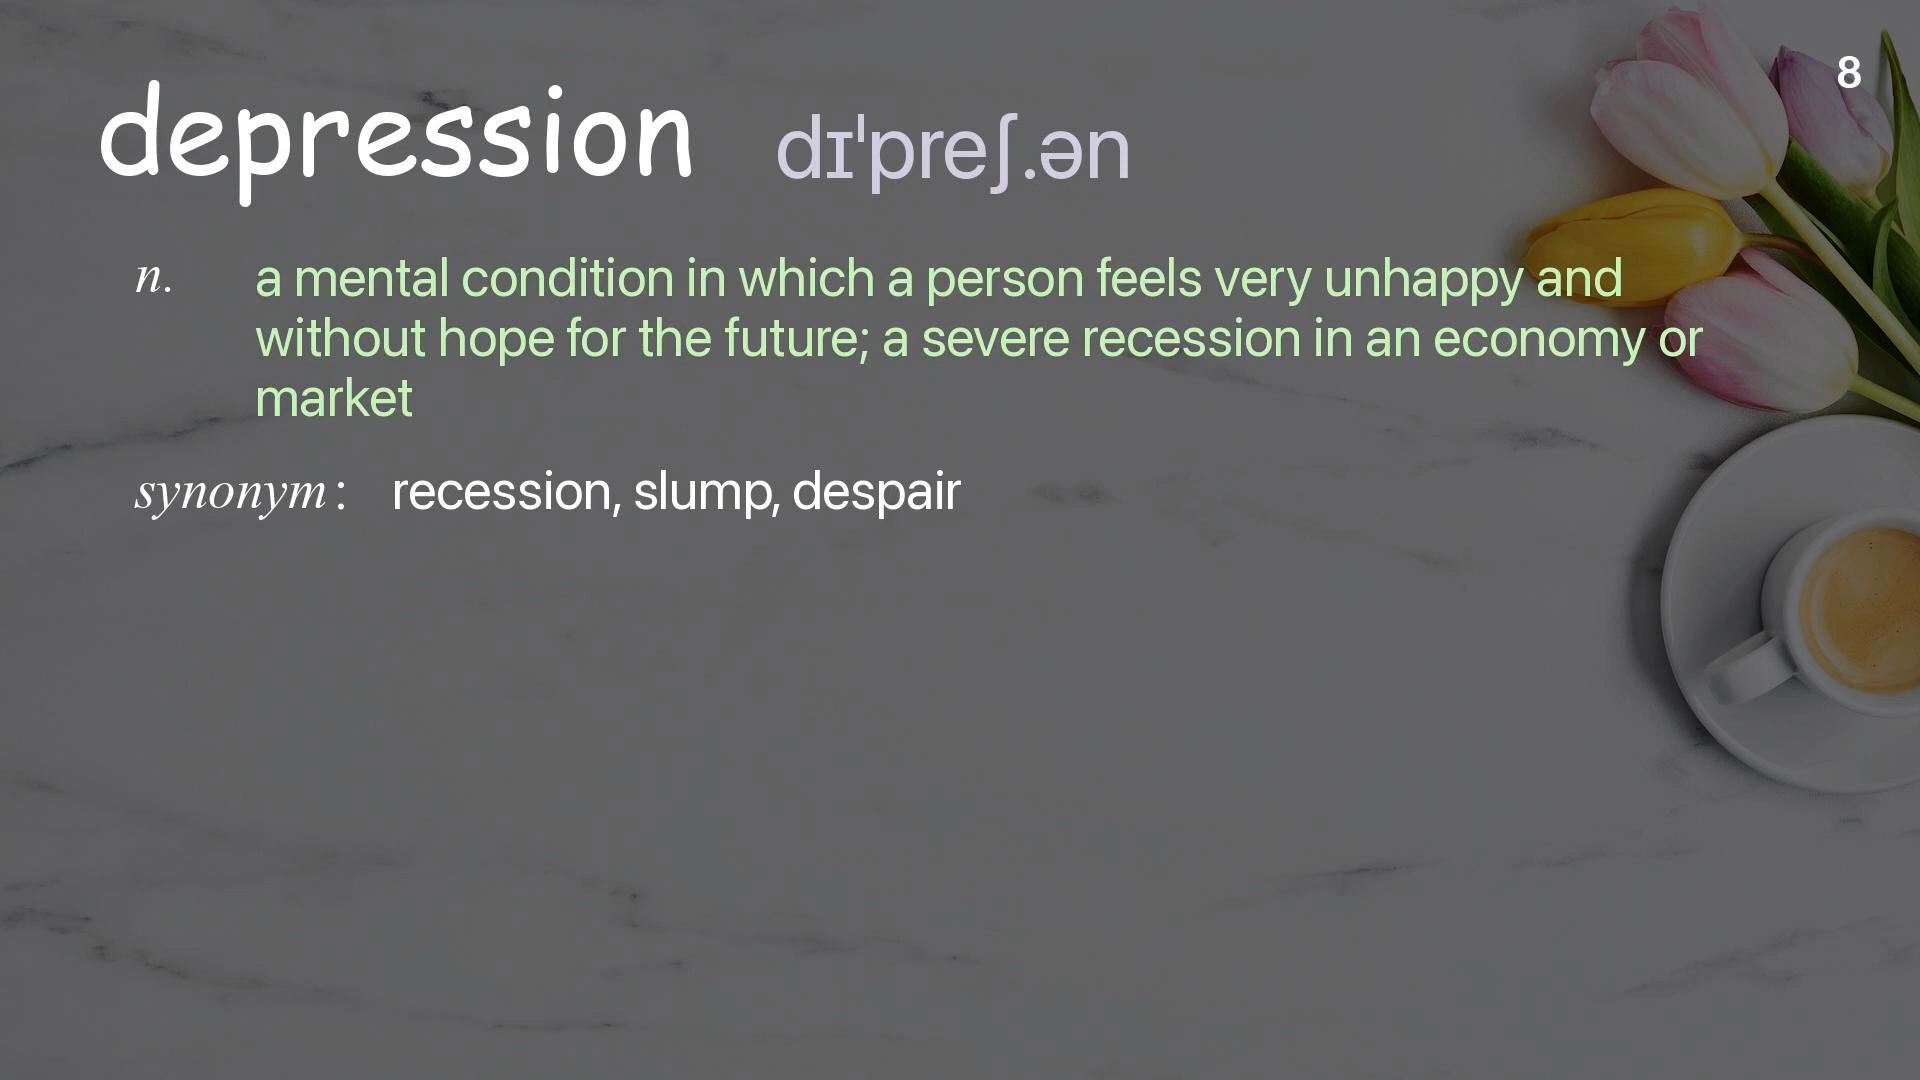 8
depression dɪˈpreʃ.ən
n. a mental condition in which a person feels very unhappy and
without hope for the future; a severe recession in an economy or
market
synonym: recession, slump, despair